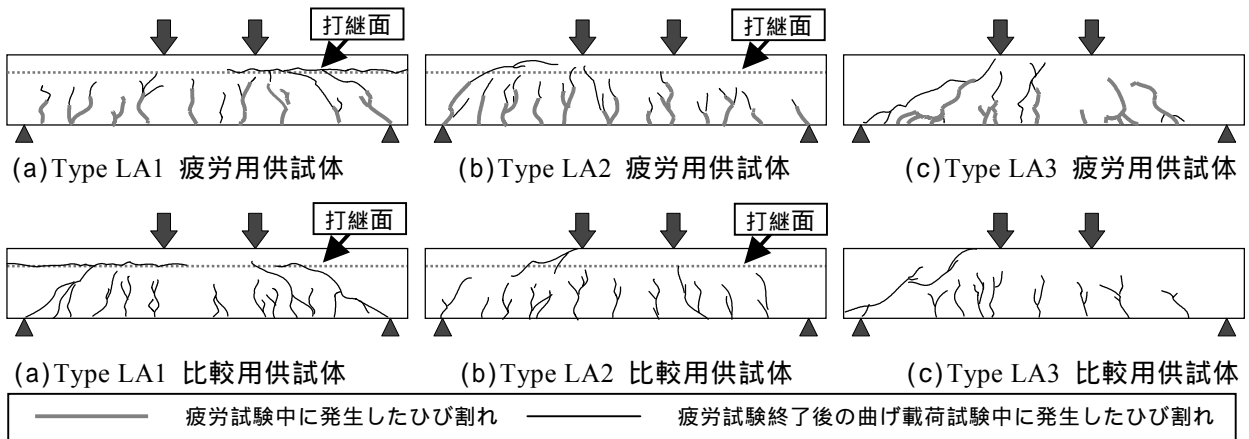 打継面
打継面
(a)Type LA1 疲労用供試体
(b)Type LA2 疲労用供試体
(c)Type LA3 疲労用供試体
打継面
打継面
(a)Type LA1 比較用供試体
(b)Type LA2 比較用供試体
(c)Type LA3 比較用供試体
疲労試験中に発生したひび割れ
疲労試験終了後の曲げ載荷試験中に発生したひび割れ